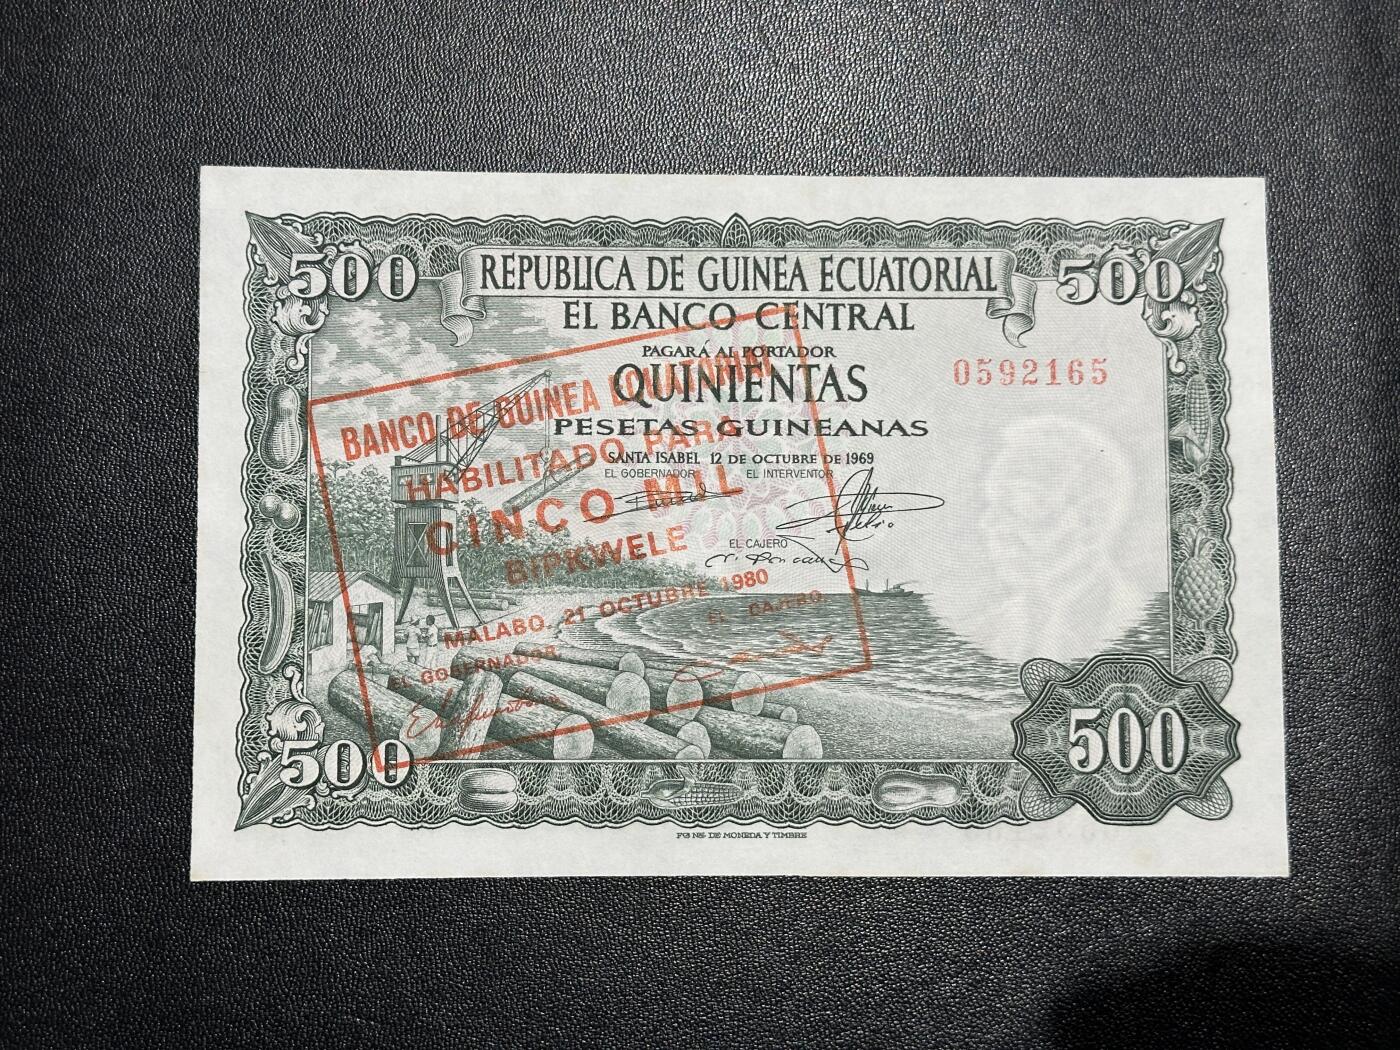 500
REPUBLICA DE GUINEA ECUATORIAL
500
EL BANCO CENTRAL
PAGARÁ AL PORTADOR
QUINIENTAS
PESETAS GUINEANAS
0592165
SANTA ISABEL 12 DE OCTUBRE DE 1969
EL GOBERNADOR
EL INTERVENTOR
EL CAJERO
BANCO DE GUINEA ECUATORIAL
HABILITADO PARA
CINCO MIL
BIPKWELE
MALABO. 21 OCTUBRE 1980
EL GOBERNADOR
EL CAJERO
500
500
FCA NAL DE MONEDA Y TIMBRE